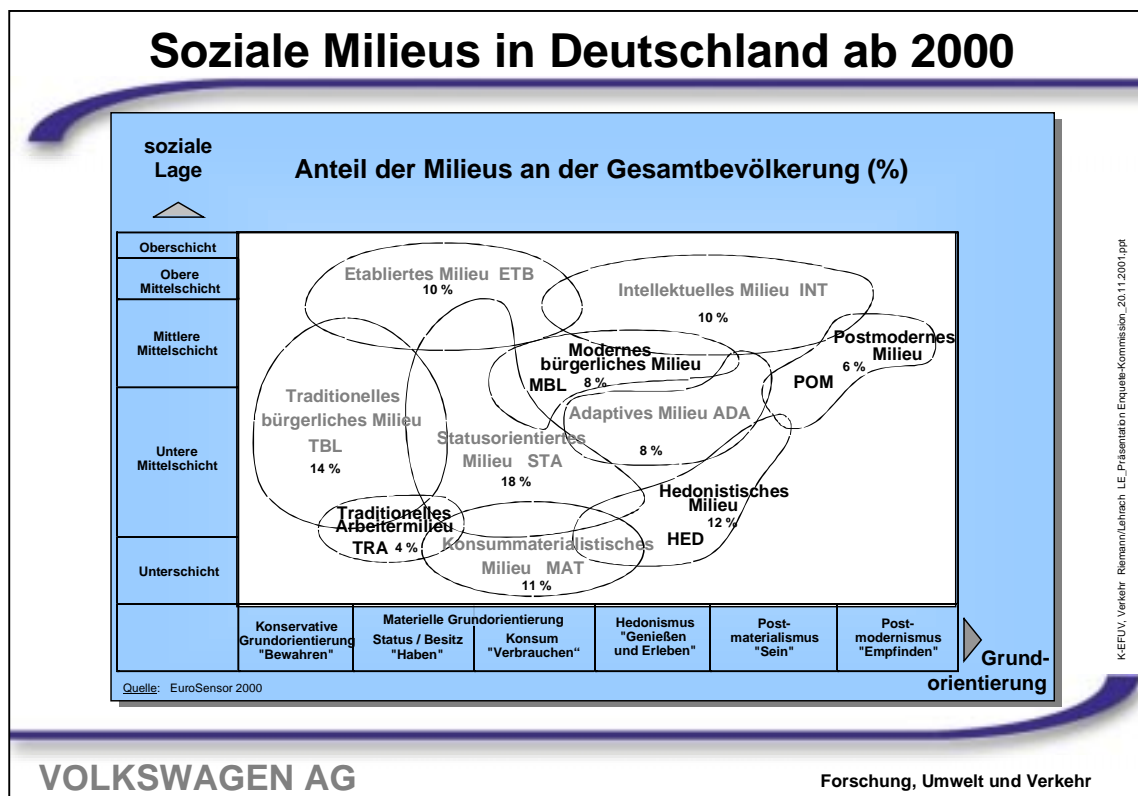 Soziale Milieus in Deutschland ab 2000
soziale
Lage
Anteil der Milieus an der Gesamtbevölkerung (%)
Oberschicht
Obere
Mittelschicht
Mittlere
Mittelschicht
Untere
Mittelschicht
Unterschicht
Etabliertes Milieu ETB
10 %
Intellektuelles Milieu INT
10 %
Postmodernes
Milieu
6 %
POM
Modernes
bürgerliches Milieu
MBL 8 %
Traditionelles
bürgerliches Milieu
TBL
14 %
Adaptives Milieu ADA
8 %
Statusorientiertes
Milieu STA
18 %
Hedonistisches
Milieu
12 %
HED
Traditionelles
Arbeitermilieu
TRA 4 %
Konsummaterialistisches
Milieu MAT
11 %
Konservative
Grundorientierung
"Bewahren"
Materielle Grundorientierung
Status / Besitz
"Haben"
Konsum
"Verbrauchen“
Hedonismus
"Genießen
und Erleben"
Post-
materialismus
"Sein"
Post-
modernismus
"Empfinden"
Grund-
orientierung
Quelle: EuroSensor 2000
K-EFUV, Verkehr Riemann/Lehrach LE_Präsentation Enquete-Kommission_20.11.2001.ppt
VOLKSWAGEN AG
Forschung, Umwelt und Verkehr